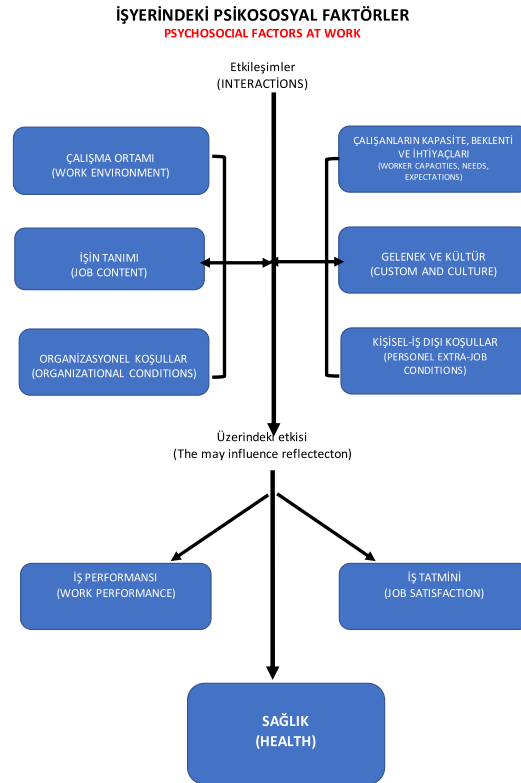 İŞYERİNDEKİ PSİKOSOSYAL FAKTÖRLER
PSYCHOSOCIAL FACTORS AT WORK
Etkileşimler
(INTERACTIONS)
ÇALIŞMA ORTAMI
(WORK ENVIRONMENT)
ÇALIŞANLARIN KAPASİTE, BEKLENTİ
VE İHTİYAÇLARI
(WORKER CAPACITIES, NEEDS,
EXPECTATIONS)
İŞİN TANIMI
(JOB CONTENT)
GELENEK VE KÜLTÜR
(CUSTOM AND CULTURE)
ORGANİZASYONEL KOŞULLAR
(ORGANIZATIONAL CONDITIONS)
KİŞİSEL-İŞ DIŞI KOŞULLAR
(PERSONEL EXTRA-JOB
CONDITIONS)
Üzerindeki etkisi
(The may influence reflectecton)
İŞ PERFORMANSI
(WORK PERFORMANCE)
İŞ TATMİNİ
(JOB SATISFACTION)
SAĞLIK
(HEALTH)